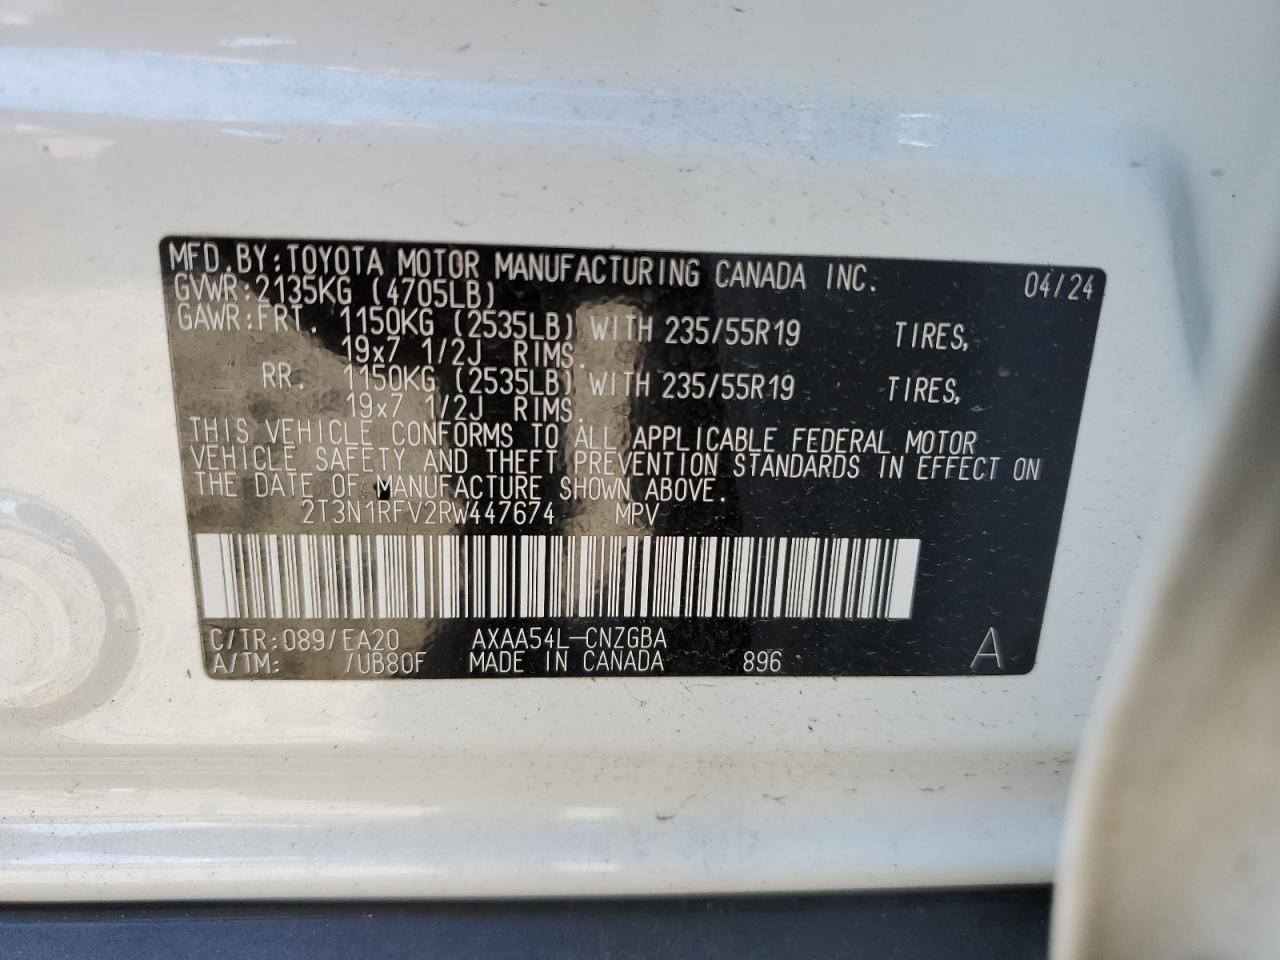 MFD. BY: TOYOTA MOTOR MANUFACTURING CANADA INC. 04/24
GVWR: 2135KG (4705LB)
GAWR: FRT. 1150KG (2535LB) WITH 235/55R19 TIRES,
19x7 1/2J RIMS.
RR. 1150KG (2535LB) WITH 235/55R19 TIRES,
19x7 1/2J RIMS.
THIS VEHICLE CONFORMS TO ALL APPLICABLE FEDERAL MOTOR
VEHICLE SAFETY AND THEFT PREVENTION STANDARDS IN EFFECT ON
THE DATE OF MANUFACTURE SHOWN ABOVE.
2T3N1RFV2RW447674 MPV
C/TR: 089/EA20 AXAA54L-CNZGBA
A/TM: /UB80F MADE IN CANADA 896 A